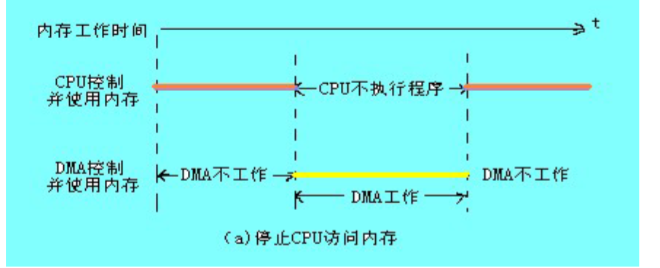 内存工作时间
t
CPU控制
并使用内存
CPU不执行程序
DMA控制
并使用内存
DMA不工作
DMA工作
DMA不工作
(a)停止CPU访问内存